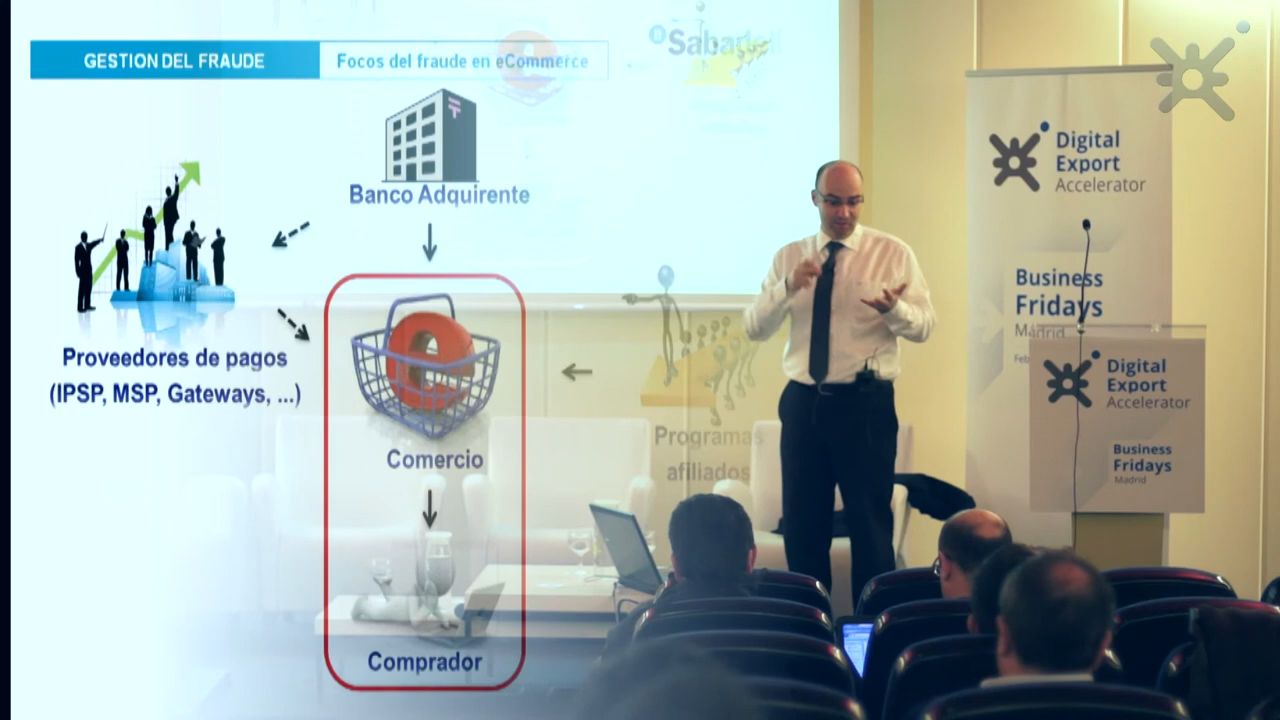 GESTION DEL FRAUDE
Focos del fraude en eCommerce
Sabadell
Banco Adquirente
Proveedores de pagos
(IPSP, MSP, Gateways, ...)
Comercio
Programas
afiliados
Comprador
Digital
Export
Accelerator
Business
Fridays
Madrid
Digital
Export
Accelerator
Business
Fridays
Madrid